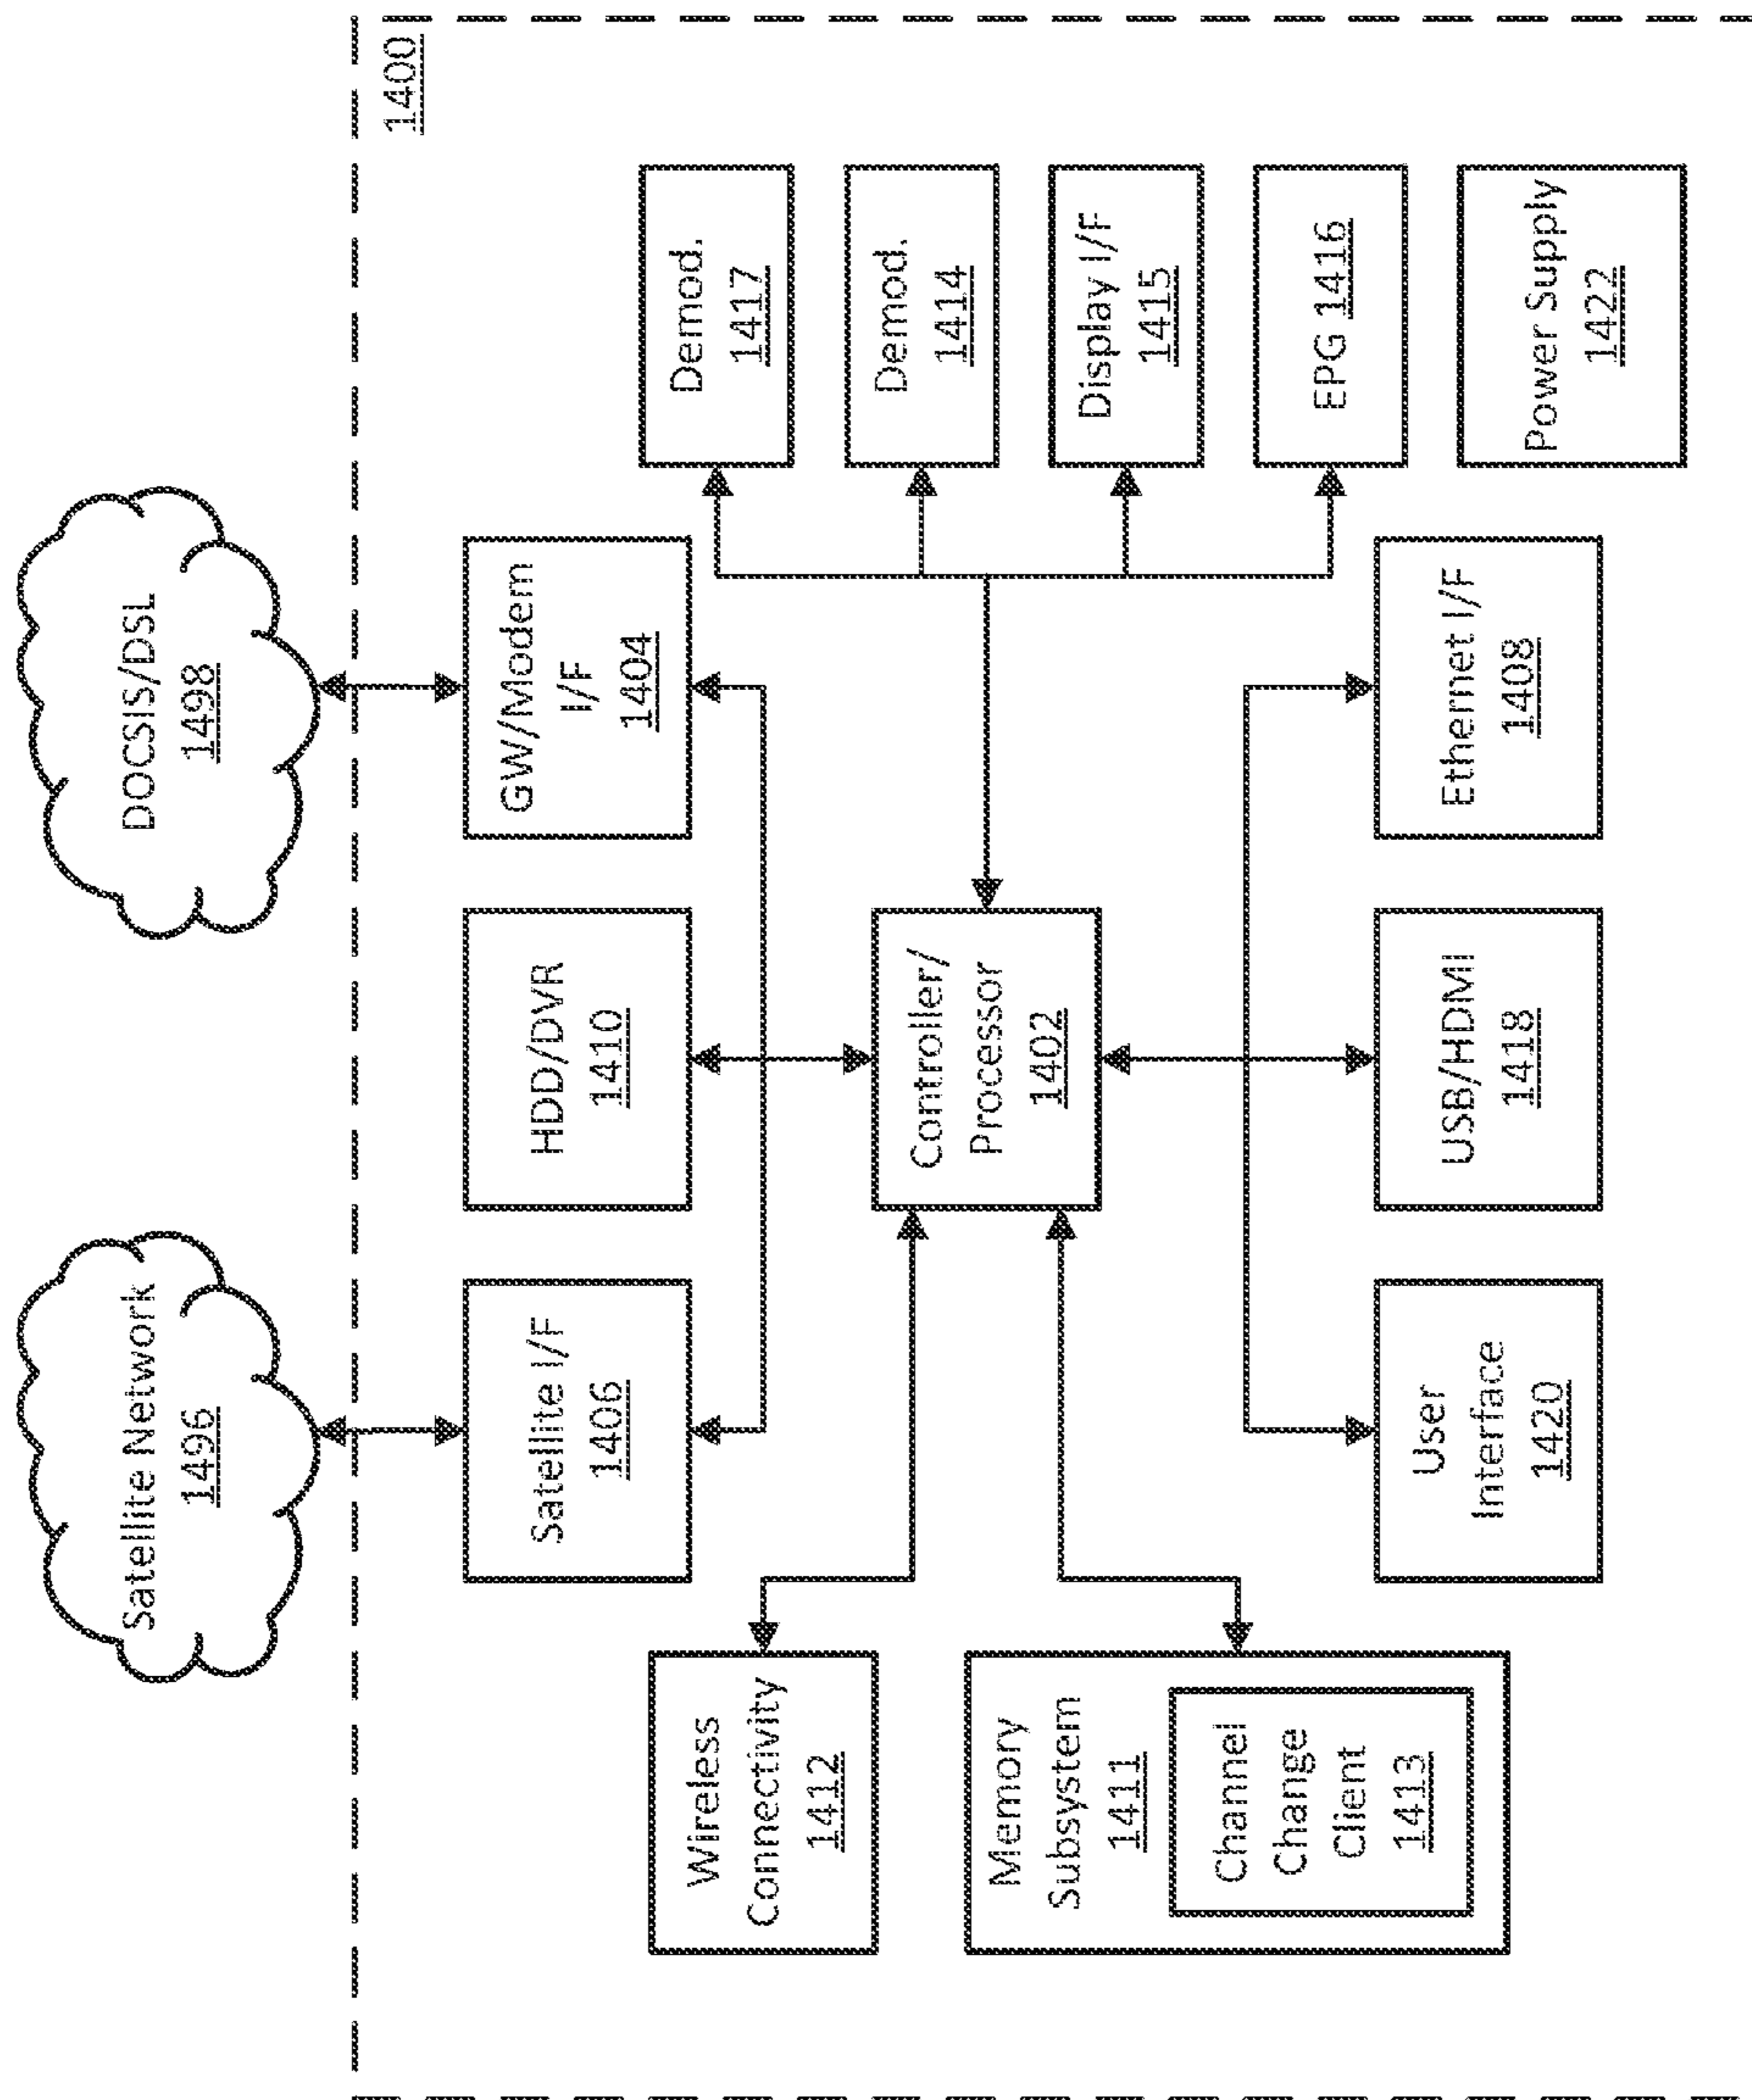 Satellite Network
1496
DOCSIS/DSL
1498
1400
Satellite I/F
1406
HDD/DVR
1410
GW/Modem
I/F
1404
Wireless
Connectivity
1412
Demod.
1417
Controller/
Processor
1402
Demod.
1414
Memory
Subsystem
1411
Channel
Change
Client
1413
Display I/F
1415
EPG 1416
User
Interface
1420
USB/HDMI
1418
Ethernet I/F
1408
Power Supply
1422